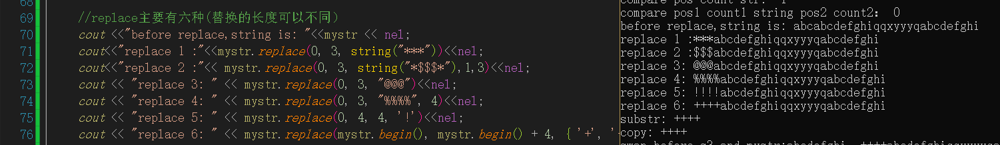 68
69 //replace主要有六种(替换的长度可以不同)
70 cout <<"before replace,string is: "<<mystr << nel;
71 cout<<"replace 1 :"<<mystr.replace(0, 3, string("***"))<<nel;
72 cout<<"replace 2 :"<< mystr.replace(0, 3, string("*$$$*"),1,3)<<nel;
73 cout << "replace 3: " << mystr.replace(0, 3, "@@@")<<nel;
74 cout << "replace 4: " << mystr.replace(0, 3, "%%%%", 4)<<nel;
75 cout << "replace 5: " << mystr.replace(0, 4, 4, '!')<<nel;
76 cout << "replace 6: " << mystr.replace(mystr.begin(), mystr.begin() + 4, { '+', '
compare pos count str:
compare pos1 count1 string pos2 count2： 0
before replace,string is: abcabcdefghiqqxyyyqabcdefghi
replace 1 :***abcdefghiqqxyyyqabcdefghi
replace 2 :$$$abcdefghiqqxyyyqabcdefghi
replace 3: @@@abcdefghiqqxyyyqabcdefghi
replace 4: %%%%abcdefghiqqxyyyqabcdefghi
replace 5: !!!!abcdefghiqqxyyyqabcdefghi
replace 6: ++++abcdefghiqqxyyyqabcdefghi
substr: ++++
copy: ++++